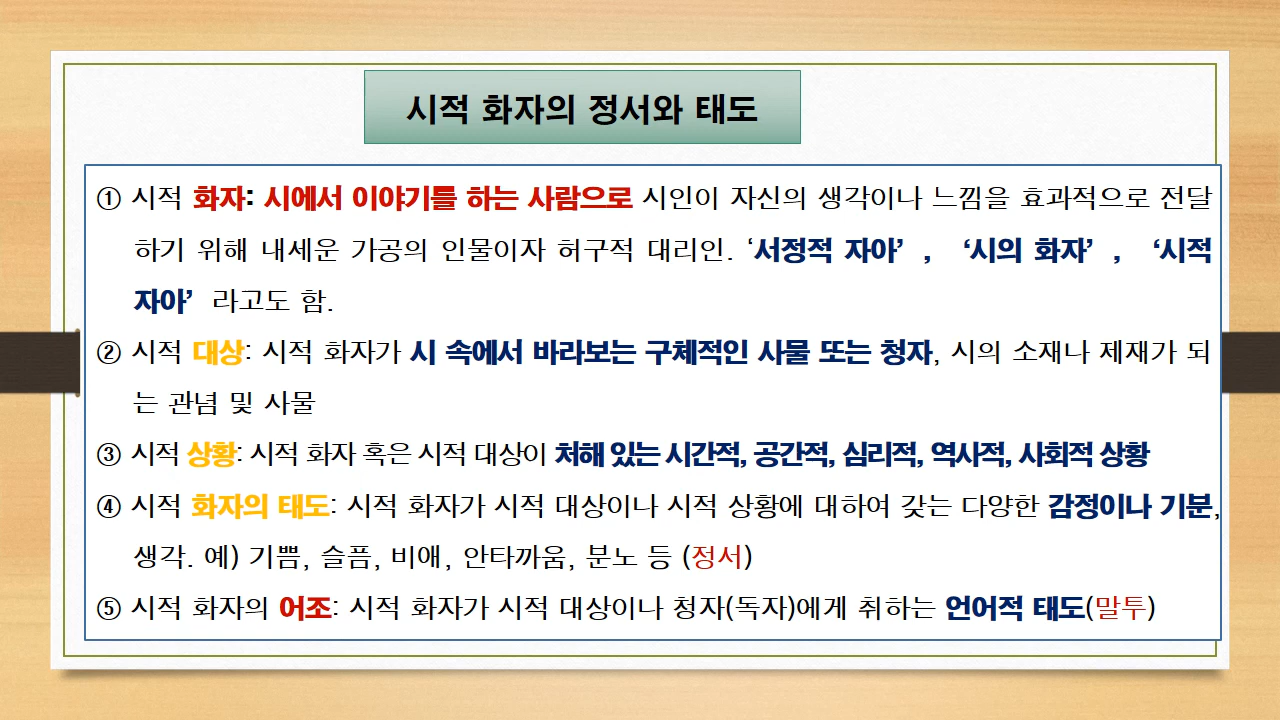 시적 화자의 정서와 태도
① 시적 화자: 시에서 이야기를 하는 사람으로 시인이 자신의 생각이나 느낌을 효과적으로 전달
하기 위해 내세운 가공의 인물이자 허구적 대리인. ‘서정적 자아’, ‘시의 화자’, ‘시적
자아’ 라고도 함.
② 시적 대상: 시적 화자가 시 속에서 바라보는 구체적인 사물 또는 청자, 시의 소재나 제재가 되
는 관념 및 사물
③ 시적 상황: 시적 화자 혹은 시적 대상이 처해 있는 시간적, 공간적, 심리적, 역사적, 사회적 상황
④ 시적 화자의 태도: 시적 화자가 시적 대상이나 시적 상황에 대하여 갖는 다양한 감정이나 기분,
생각. 예) 기쁨, 슬픔, 비애, 안타까움, 분노 등 (정서)
⑤ 시적 화자의 어조: 시적 화자가 시적 대상이나 청자(독자)에게 취하는 언어적 태도(말투)